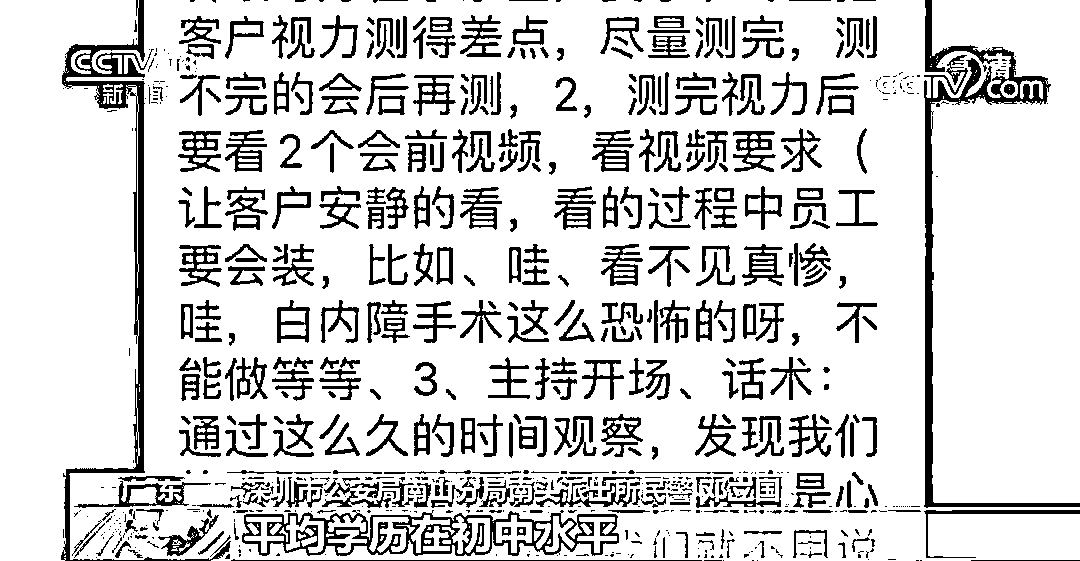 客户视力测得差点，尽量测完，测
CCTV
新闻
CCTV.com
不完的会后再测，2，测完视力后
要看2个会前视频，看视频要求（
让客户安静的看，看的过程中员工
要会装，比如、哇、看不见真惨，
哇，白内障手术这么恐怖的呀，不
能做等等、3、主持开场、话术：
通过这么久的时间观察，发现我们
是心
广东
深圳市公安局南山分局南头派出所民警 邓立国
平均学历在初中水平
们就不用说